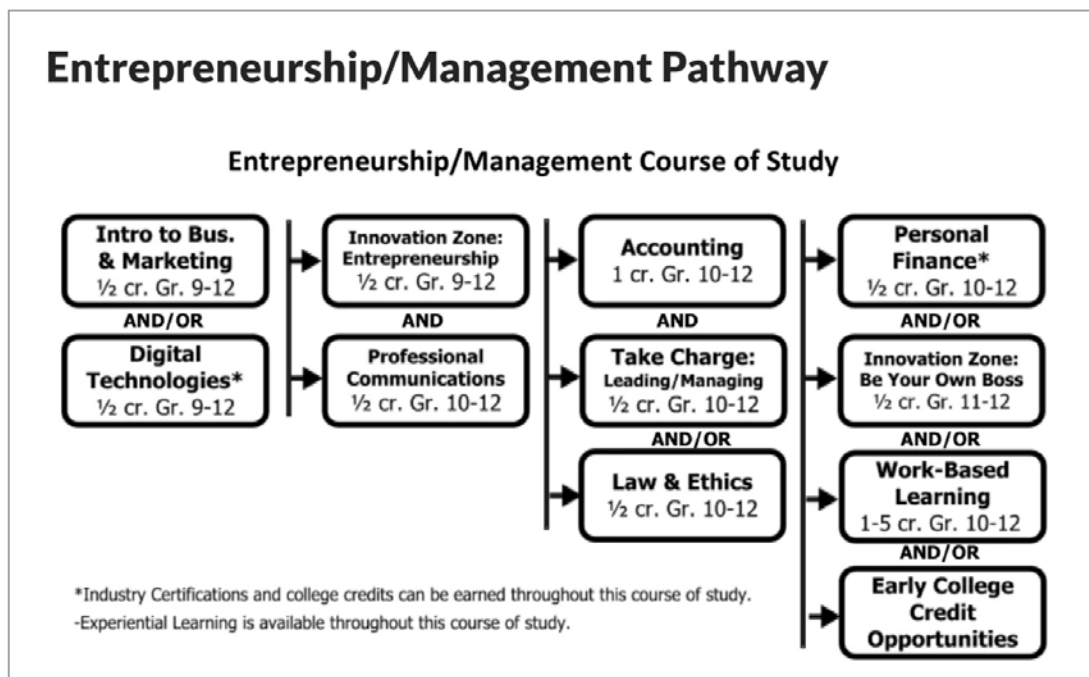 Entrepreneurship/Management Pathway
Entrepreneurship/Management Course of Study
Intro to Bus.
& Marketing
½ cr. Gr. 9-12
AND/OR
Digital
Technologies*
½ cr. Gr. 9-12
Innovation Zone:
Entrepreneurship
½ cr. Gr. 9-12
AND
Professional
Communications
½ cr. Gr. 10-12
Accounting
1 cr. Gr. 10-12
AND
Take Charge:
Leading/Managing
½ cr. Gr. 10-12
AND/OR
Law & Ethics
½ cr. Gr. 10-12
Personal
Finance*
½ cr. Gr. 10-12
AND/OR
Innovation Zone:
Be Your Own Boss
½ cr. Gr. 11-12
AND/OR
Work-Based
Learning
1-5 cr. Gr. 10-12
AND/OR
Early College
Credit
Opportunities
*Industry Certifications and college credits can be earned throughout this course of study.
-Experiential Learning is available throughout this course of study.